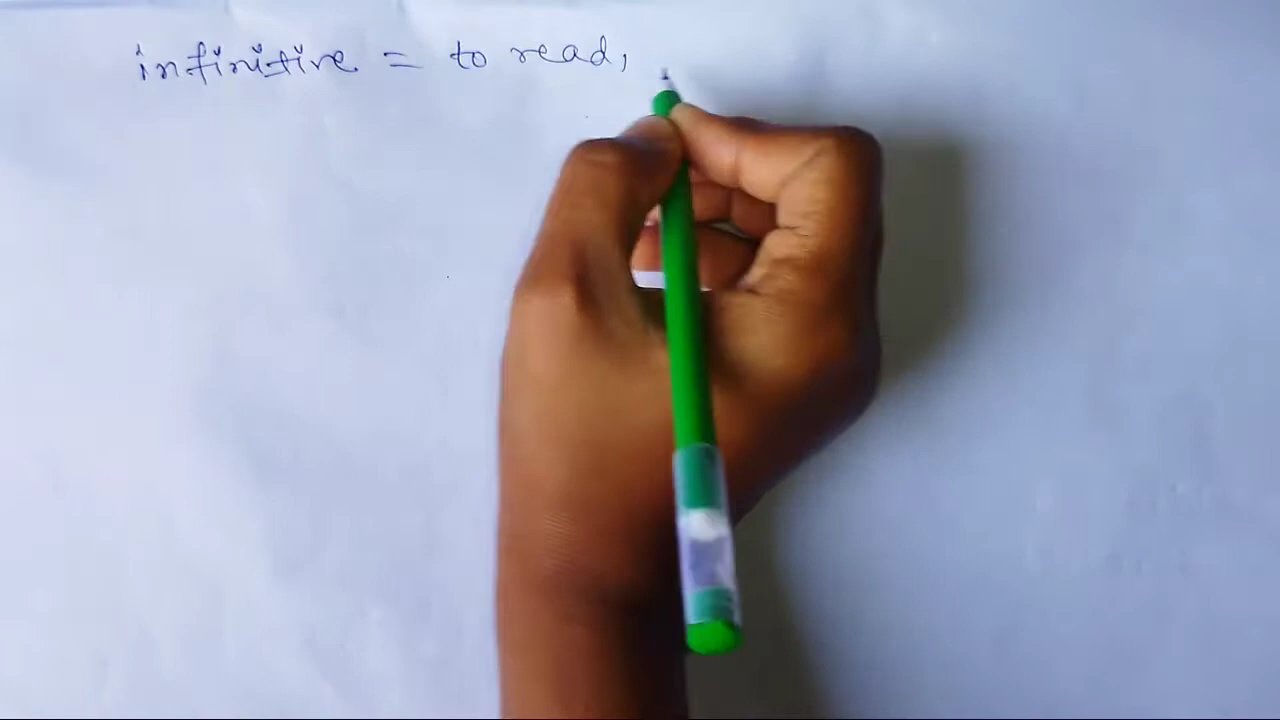 infinitive = to read,